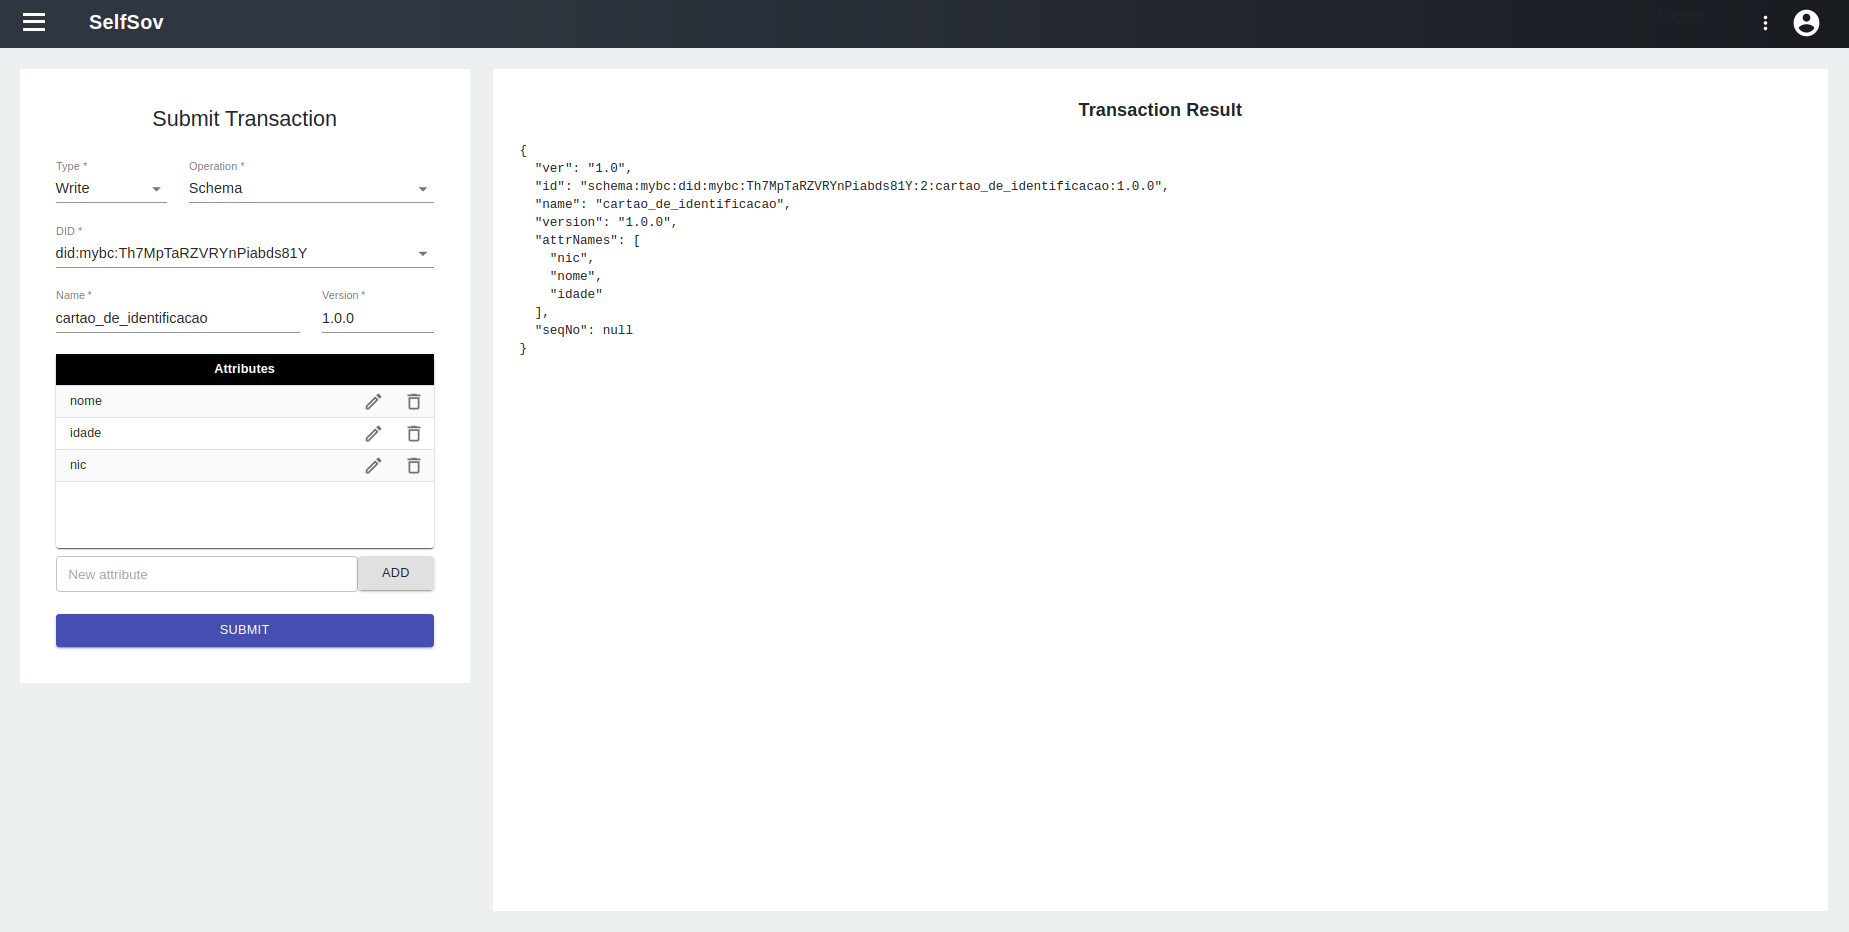 SelfSov
Submit Transaction
Type *
Operation *
Write
Schema
DID *
did:mybc:Th7MpTaRZVRYnPiabds81Y
Name *
Version *
cartao_de_identificacao
1.0.0
Attributes
nome
idade
nic
New attribute
ADD
SUBMIT
Transaction Result
{
"ver": "1.0",
"id": "schema:mybc:did:mybc:Th7MpTaRZVRYnPiabds81Y:2:cartao_de_identificacao:1.0.0",
"name": "cartao_de_identificacao",
"version": "1.0.0",
"attrNames": [
"nic",
"nome",
"idade"
],
"seqNo": null
}